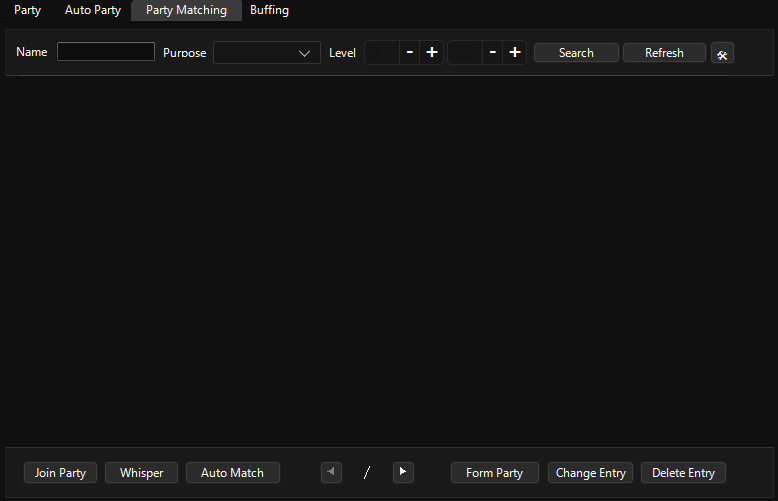 Party Auto Party Party Matching Buffing
Name Purpose Level - + - + Search Refresh
Join Party Whisper Auto Match / Form Party Change Entry Delete Entry